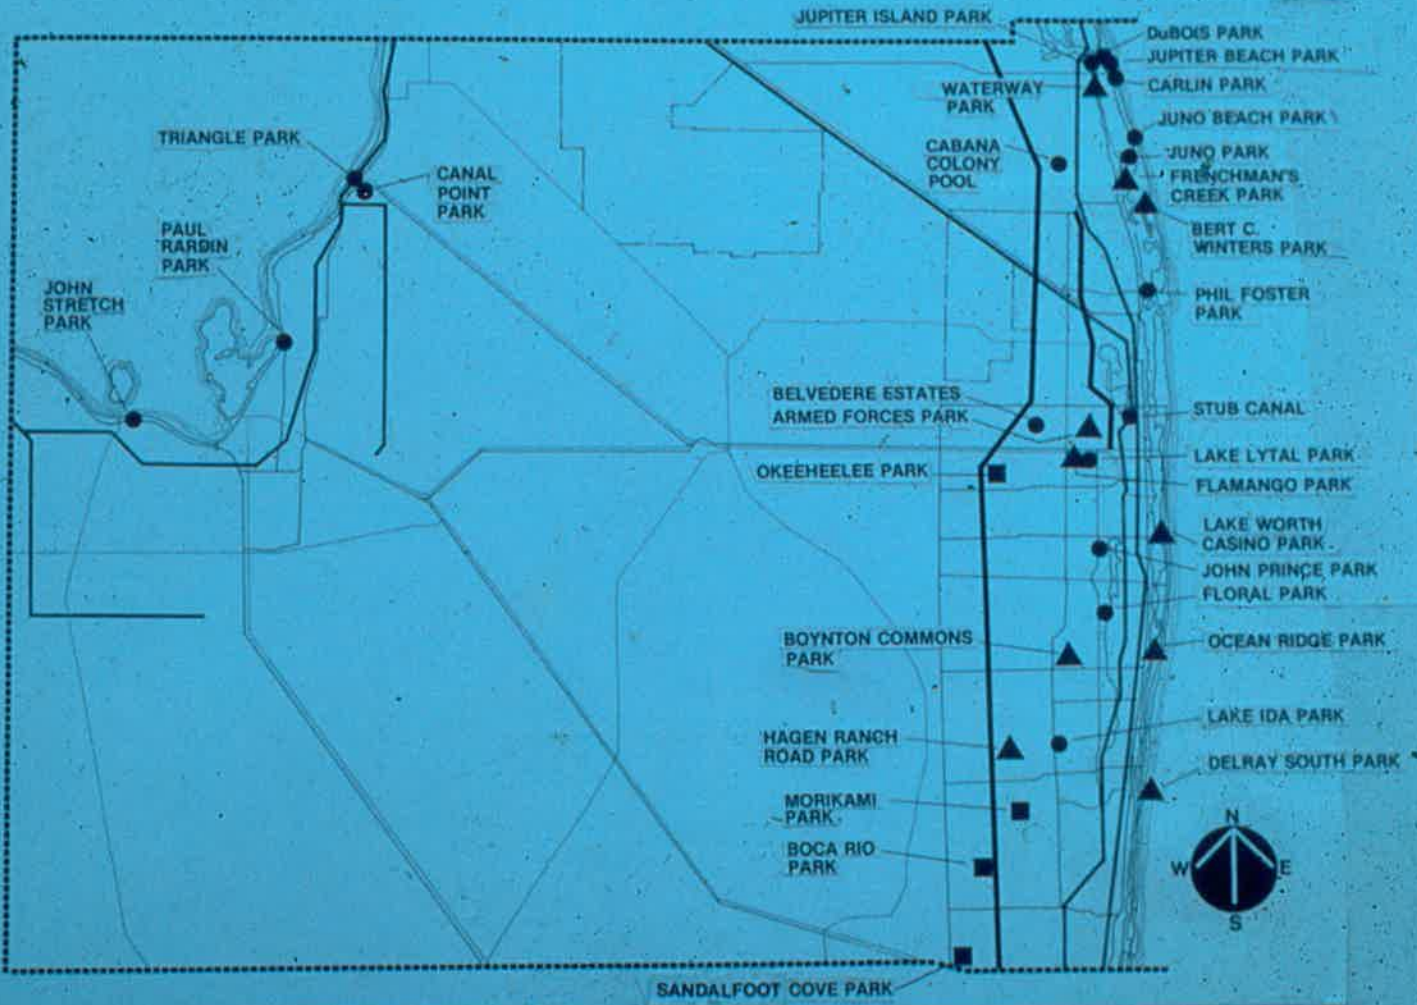 JUPITER ISLAND PARK
DuBOIS PARK
JUPITER BEACH PARK
CARLIN PARK
WATERWAY
PARK
JUNO BEACH PARK
TRIANGLE PARK
CABANA
COLONY
POOL
JUNO PARK
FRENCHMAN'S
CREEK PARK
CANAL
POINT
PARK
PAUL
RARDIN
PARK
BERT C.
WINTERS PARK
JOHN
STRETCH
PARK
PHIL FOSTER
PARK
BELVEDERE ESTATES
ARMED FORCES PARK
STUB CANAL
LAKE LYTAL PARK
OKEEHEELEE PARK
FLAMANGO PARK
LAKE WORTH
CASINO PARK
JOHN PRINCE PARK
FLORAL PARK
BOYNTON COMMONS
PARK
OCEAN RIDGE PARK
HAGEN RANCH
ROAD PARK
LAKE IDA PARK
DELRAY SOUTH PARK
MORIKAMI
PARK
BOCA RIO
PARK
N
W E
S
SANDALFOOT COVE PARK